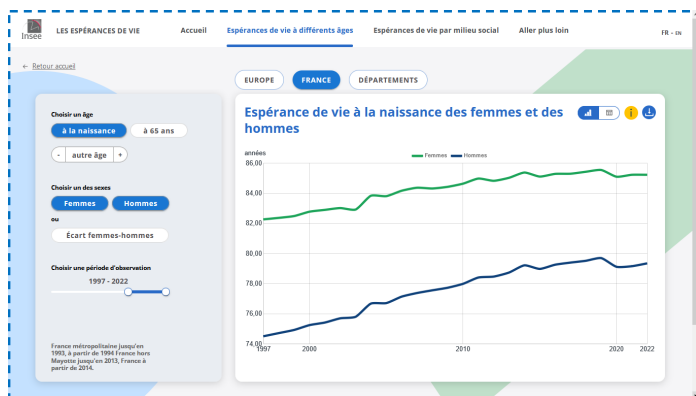 Insee
LES ESPÉRANCES DE VIE
Accueil
Espérances de vie à différents âges
Espérances de vie par milieu social
Aller plus loin
FR - EN
← Retour accueil
EUROPE
FRANCE
DÉPARTEMENTS
Choisir un âge
à la naissance
à 65 ans
- autre âge +
Choisir un des sexes
Femmes
Hommes
ou
Écart femmes-hommes
Choisir une période d'observation
1997 - 2022
France métropolitaine jusqu'en
1993, à partir de 1994 France hors
Mayotte jusqu'en 2013, France à
partir de 2014.
Espérance de vie à la naissance des femmes et des
hommes
i
années
Femmes
Hommes
86,00
84,00
82,00
80,00
78,00
76,00
74,00
1997
2000
2010
2020
2022